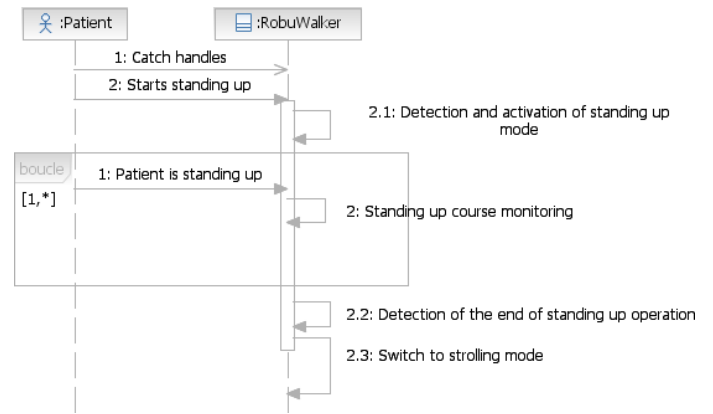 :Patient
:RobuWalker
1: Catch handles
2: Starts standing up
2.1: Detection and activation of standing up
mode
boucle
1: Patient is standing up
[1,*]
2: Standing up course monitoring
2.2: Detection of the end of standing up operation
2.3: Switch to strolling mode